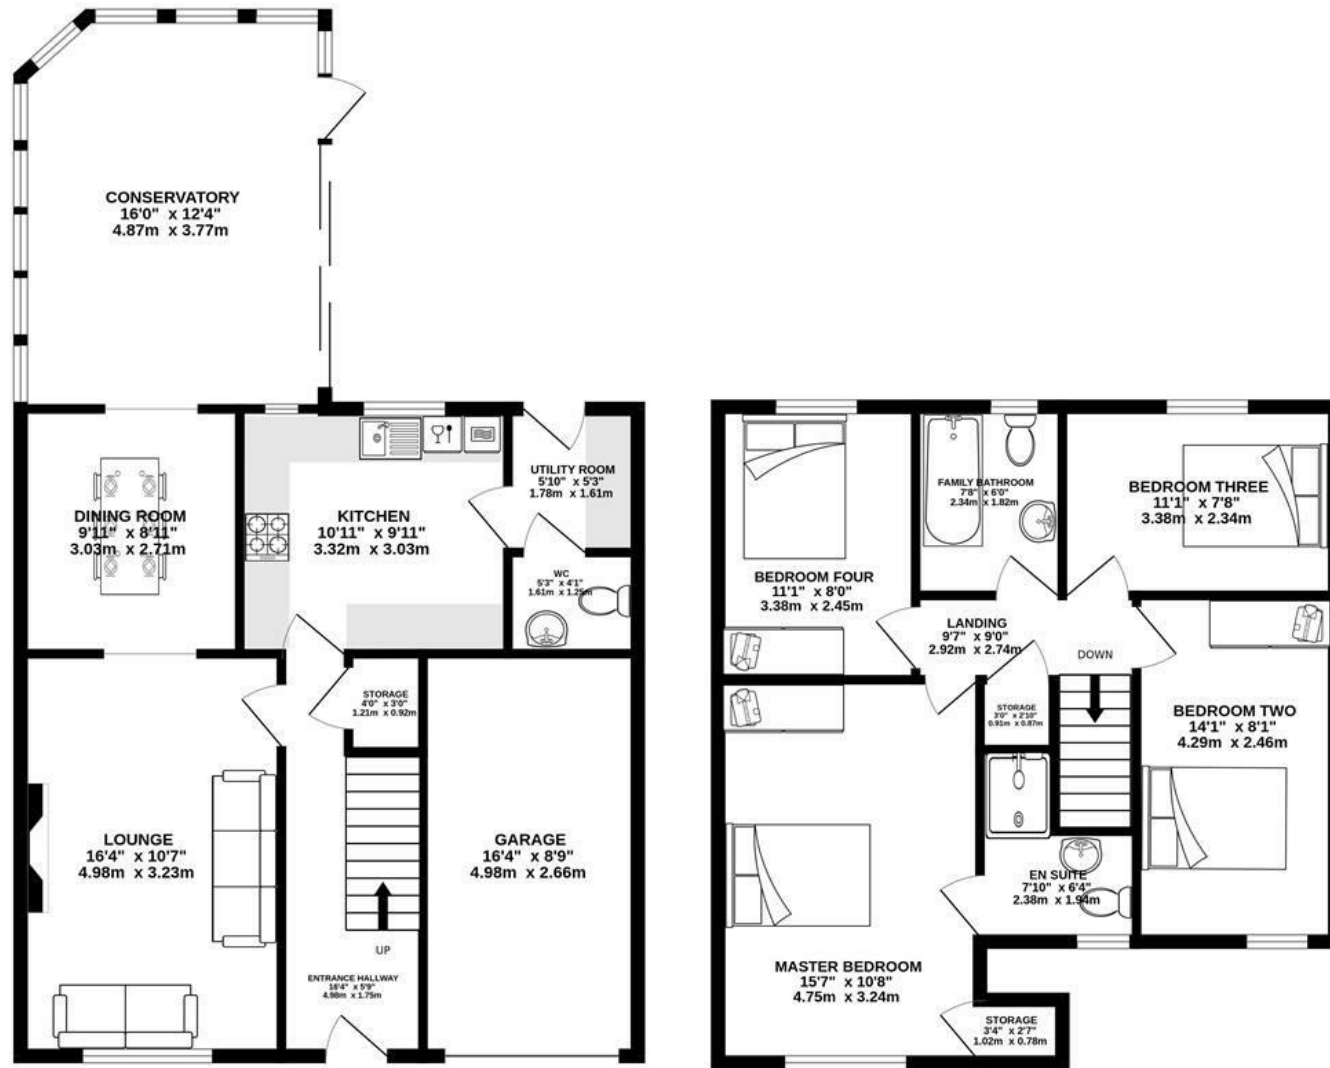 CONSERVATORY
16'0" x 12'4"
4.87m x 3.77m
DINING ROOM
9'11" x 8'11"
3.03m x 2.71m
KITCHEN
10'11" x 9'11"
3.32m x 3.03m
UTILITY ROOM
5'10" x 5'3"
1.78m x 1.61m
WC
5'3" x 4'1"
1.61m x 1.25m
STORAGE
4'0" x 3'0"
1.21m x 0.92m
LOUNGE
16'4" x 10'7"
4.98m x 3.23m
GARAGE
16'4" x 8'9"
4.98m x 2.66m
UP
ENTRANCE HALLWAY
16'4" x 5'9"
4.98m x 1.75m
FAMILY BATHROOM
7'8" x 6'0"
2.34m x 1.82m
BEDROOM THREE
11'1" x 7'8"
3.38m x 2.34m
BEDROOM FOUR
11'1" x 8'0"
3.38m x 2.45m
LANDING
9'7" x 9'0"
2.92m x 2.74m
DOWN
STORAGE
3'0" x 2'10"
0.91m x 0.87m
BEDROOM TWO
14'1" x 8'1"
4.29m x 2.46m
EN SUITE
7'10" x 6'4"
2.38m x 1.94m
MASTER BEDROOM
15'7" x 10'8"
4.75m x 3.24m
STORAGE
3'4" x 2'7"
1.02m x 0.78m